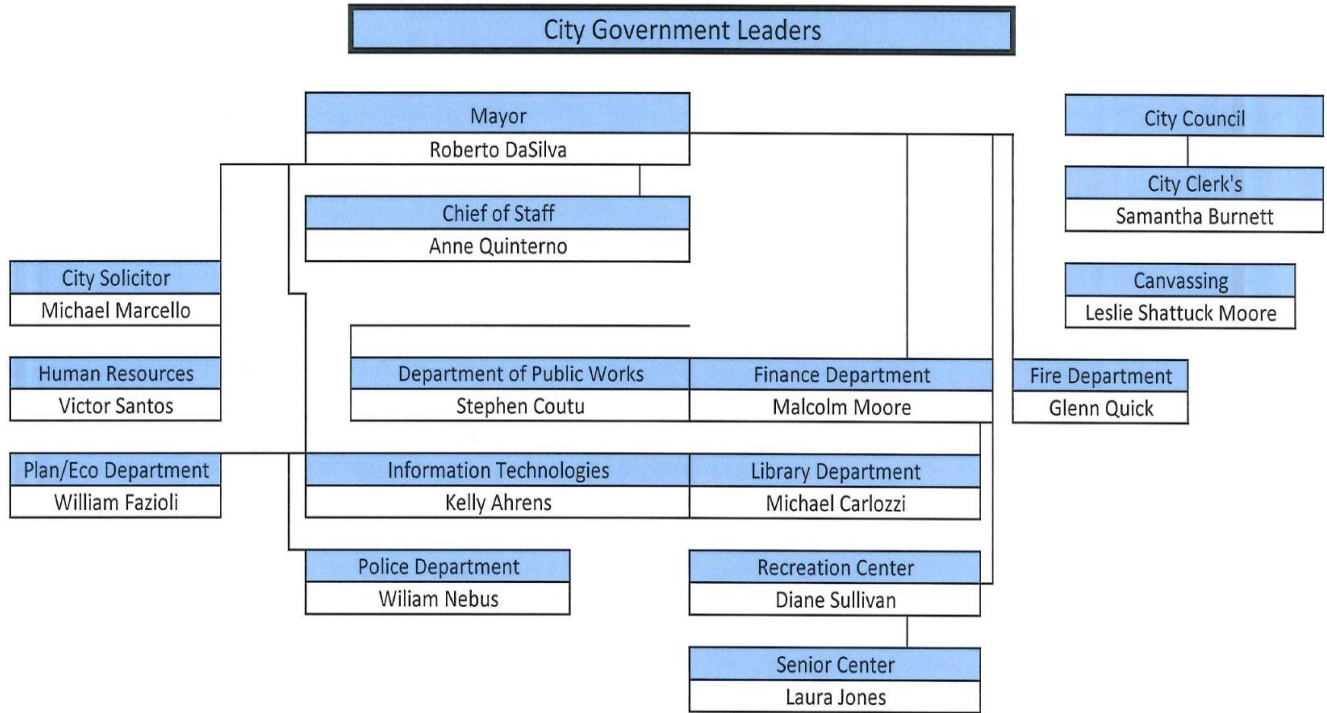 City Government Leaders
Mayor
Roberto DaSilva
City Council
Chief of Staff
Anne Quinterno
City Clerk's
Samantha Burnett
City Solicitor
Michael Marcello
Canvassing
Leslie Shattuck Moore
Human Resources
Victor Santos
Department of Public Works
Stephen Coutu
Finance Department
Malcolm Moore
Fire Department
Glenn Quick
Plan/Eco Department
William Fazioli
Information Technologies
Kelly Ahrens
Library Department
Michael Carlozzi
Police Department
Wiliam Nebus
Recreation Center
Diane Sullivan
Senior Center
Laura Jones